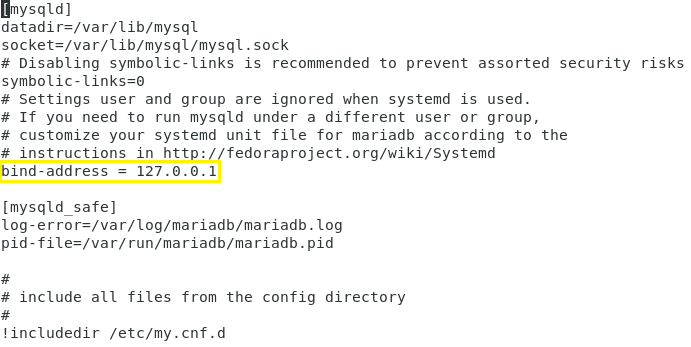 [mysqld]
datadir=/var/lib/mysql
socket=/var/lib/mysql/mysql.sock
# Disabling symbolic-links is recommended to prevent assorted security risks
symbolic-links=0
# Settings user and group are ignored when systemd is used.
# If you need to run mysqld under a different user or group,
# customize your systemd unit file for mariadb according to the
# instructions in http://fedoraproject.org/wiki/Systemd
bind-address = 127.0.0.1
[mysqld_safe]
log-error=/var/log/mariadb/mariadb.log
pid-file=/var/run/mariadb/mariadb.pid
#
# include all files from the config directory
#
!includedir /etc/my.cnf.d